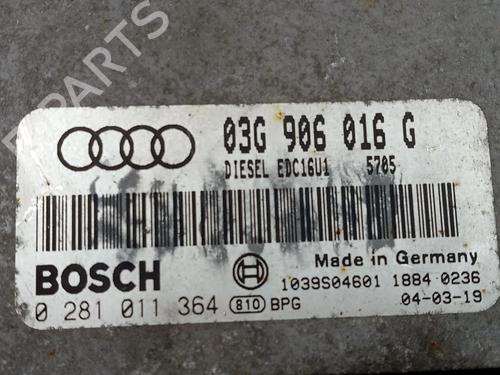 03G 906 016 G
DIESEL EDC16U1 5705
BOSCH
Made in Germany
1039S04601 1884 0236
0 281 011 364 810 BPG
04-03-19